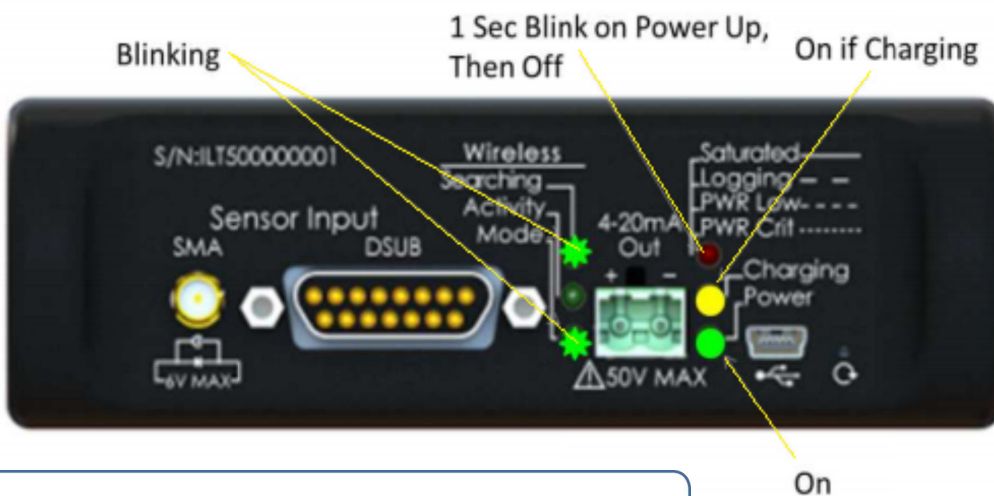 1 Sec Blink on Power Up,
Then Off
Blinking
On if Charging
S/N:ILT500000001
Wireless
Searching
Activity
Mode
Sensor Input
SMA
DSUB
4-20mA
Out
+ -
Saturated
Logging
PWR Low
PWR Crit
Charging
Power
6V MAX
50V MAX
On